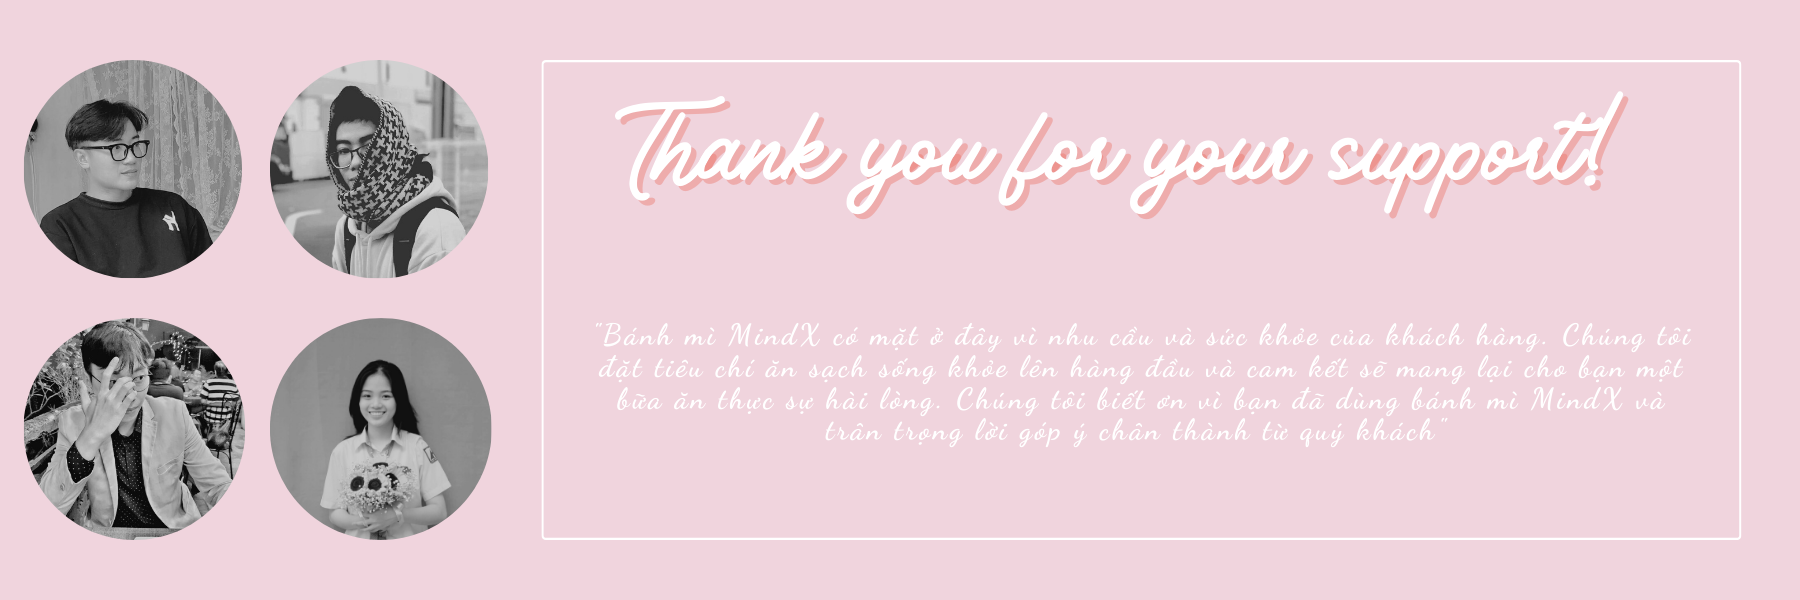 Thank you for your support!
"Bánh mì MindX có mặt ở đây vì nhu cầu và sức khỏe của khách hàng. Chúng tôi
đặt tiêu chí ăn sạch sống khỏe lên hàng đầu và cam kết sẽ mang lại cho bạn một
bữa ăn thực sự hài lòng. Chúng tôi biết ơn vì bạn đã dùng bánh mì MindX và
trân trọng lời góp ý chân thành từ quý khách"